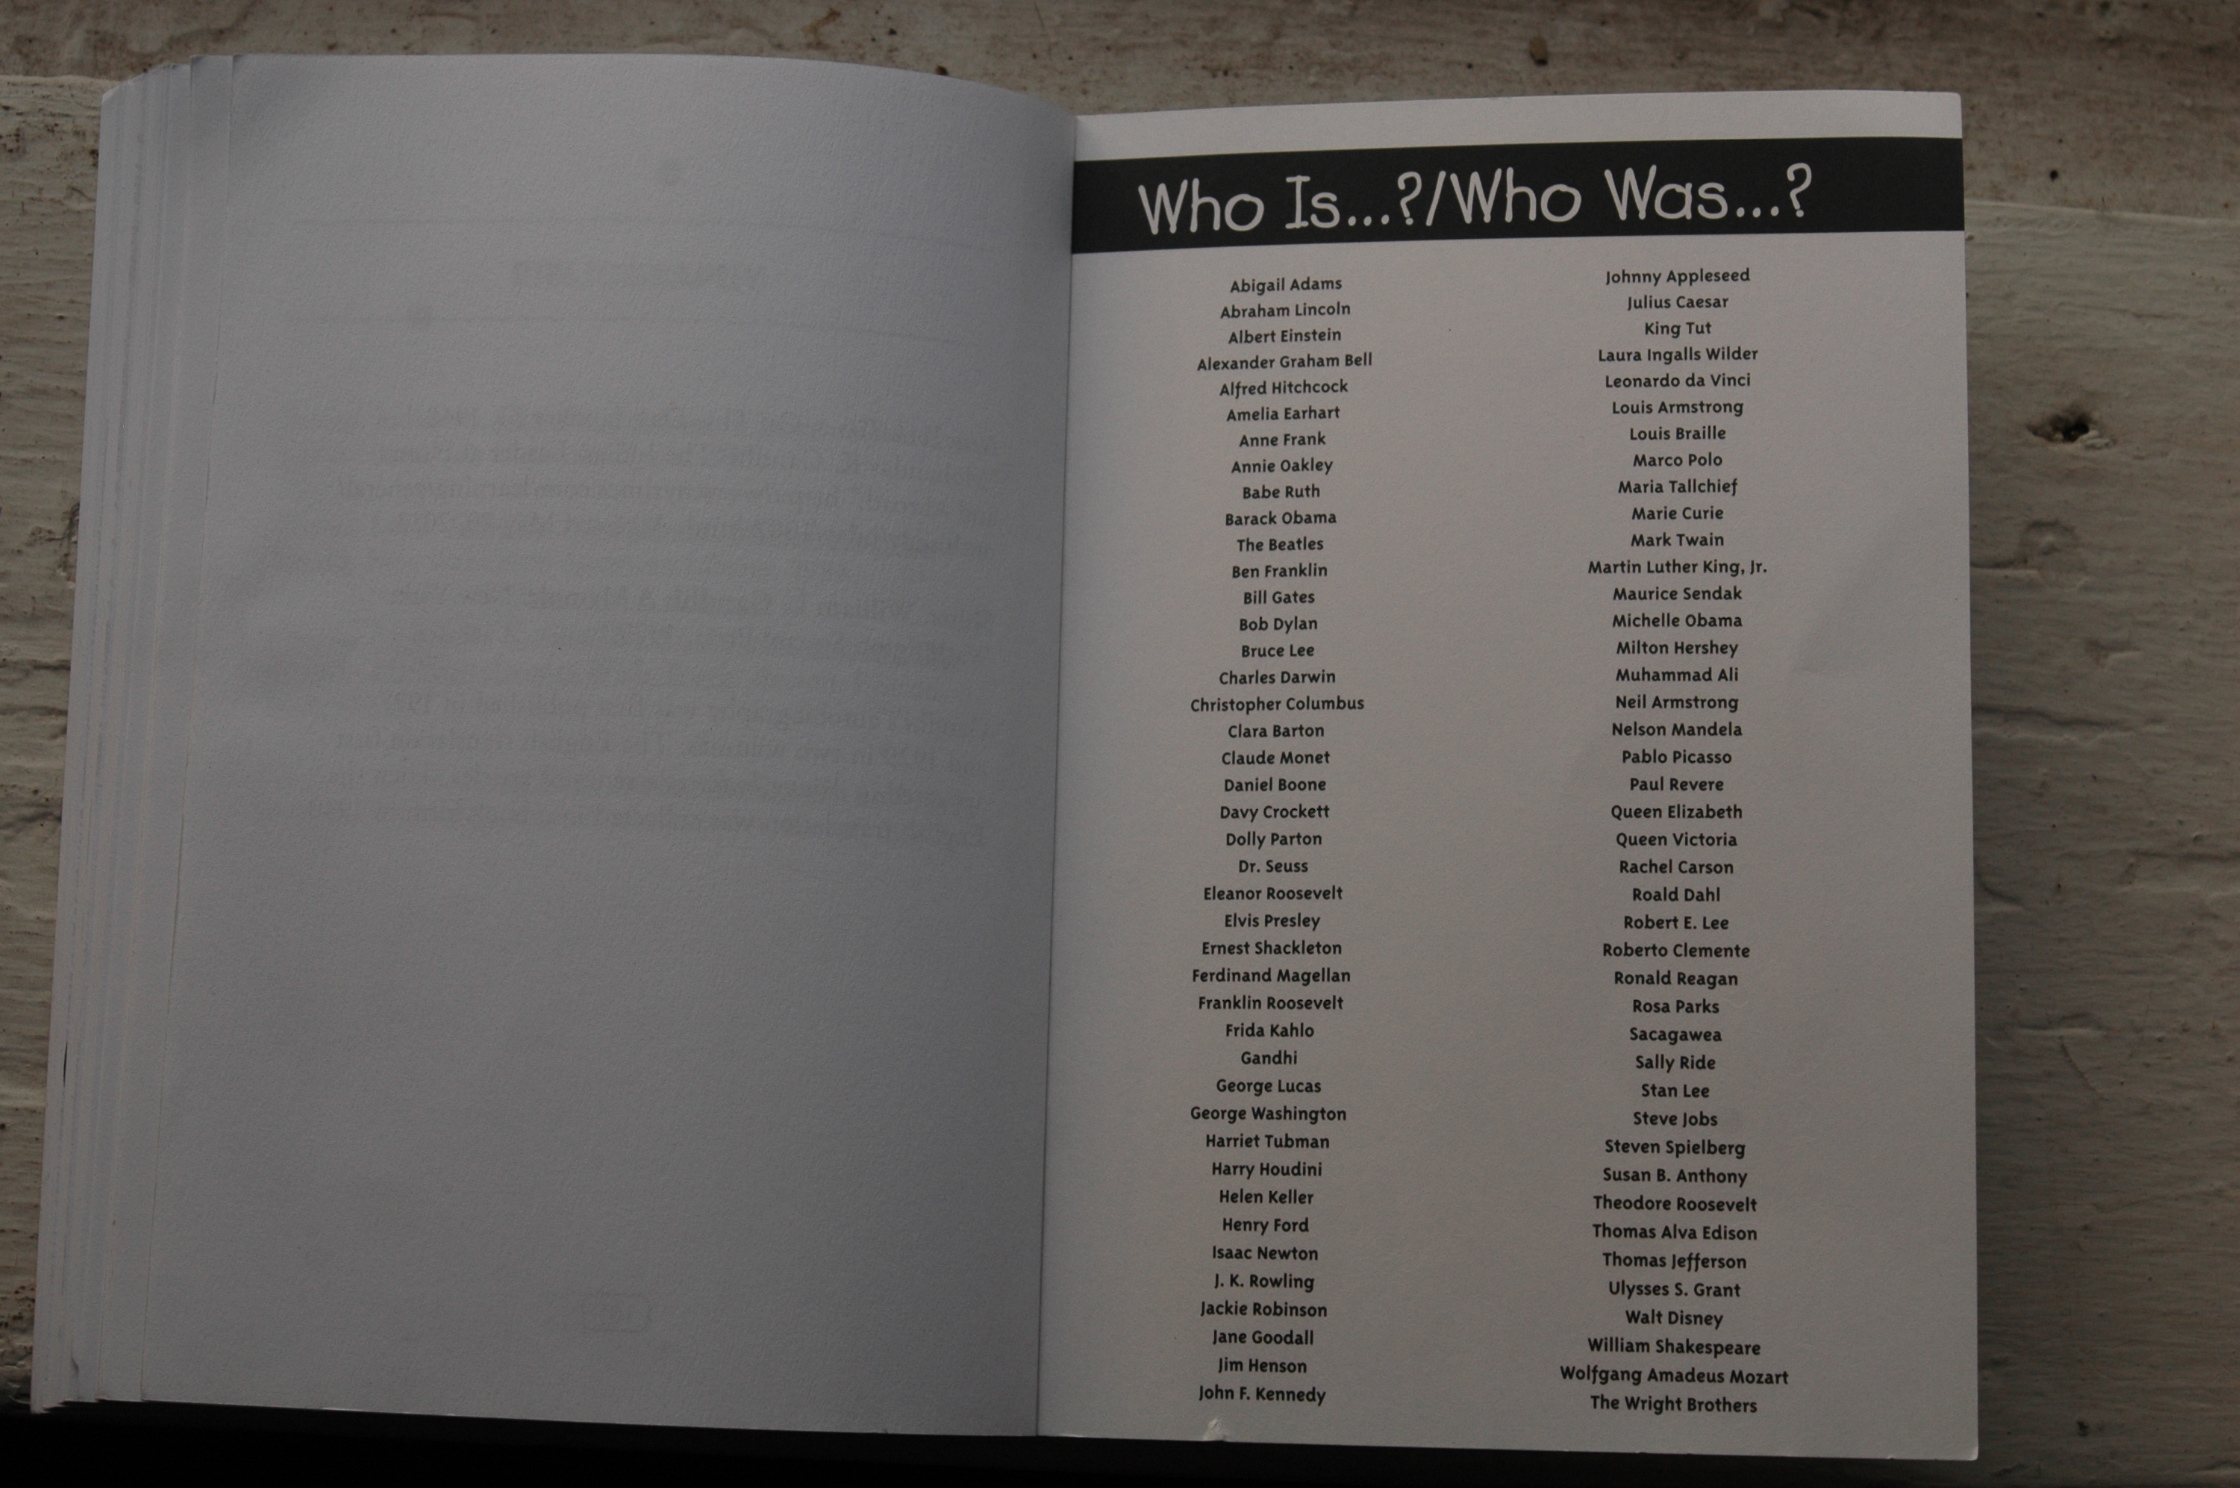 Who Is...?/Who Was...?
Abigail Adams
Abraham Lincoln
Albert Einstein
Alexander Graham Bell
Alfred Hitchcock
Amelia Earhart
Anne Frank
Annie Oakley
Babe Ruth
Barack Obama
The Beatles
Ben Franklin
Bill Gates
Bob Dylan
Bruce Lee
Charles Darwin
Christopher Columbus
Clara Barton
Claude Monet
Daniel Boone
Davy Crockett
Dolly Parton
Dr. Seuss
Eleanor Roosevelt
Elvis Presley
Ernest Shackleton
Ferdinand Magellan
Franklin Roosevelt
Frida Kahlo
Gandhi
George Lucas
George Washington
Harriet Tubman
Harry Houdini
Helen Keller
Henry Ford
Isaac Newton
J. K. Rowling
Jackie Robinson
Jane Goodall
Jim Henson
John F. Kennedy
Johnny Appleseed
Julius Caesar
King Tut
Laura Ingalls Wilder
Leonardo da Vinci
Louis Armstrong
Louis Braille
Marco Polo
Maria Tallchief
Marie Curie
Mark Twain
Martin Luther King, Jr.
Maurice Sendak
Michelle Obama
Milton Hershey
Muhammad Ali
Neil Armstrong
Nelson Mandela
Pablo Picasso
Paul Revere
Queen Elizabeth
Queen Victoria
Rachel Carson
Roald Dahl
Robert E. Lee
Roberto Clemente
Ronald Reagan
Rosa Parks
Sacagawea
Sally Ride
Stan Lee
Steve Jobs
Steven Spielberg
Susan B. Anthony
Theodore Roosevelt
Thomas Alva Edison
Thomas Jefferson
Ulysses S. Grant
Walt Disney
William Shakespeare
Wolfgang Amadeus Mozart
The Wright Brothers